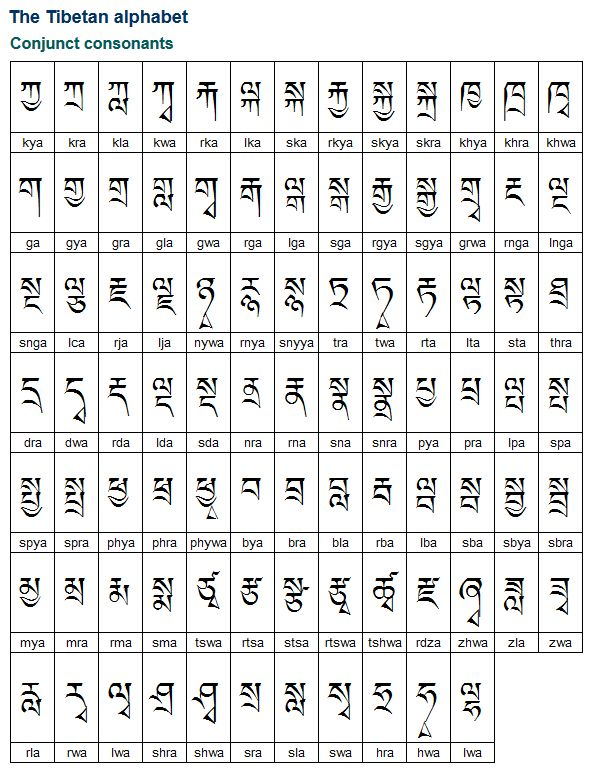 The Tibetan alphabet
Conjunct consonants
ཀྱ ཀྲ ཀླ ཀྭ རྐ ལྐ སྐ རྐྱ སྐྱ སྐྲ ཁྱ ཁྲ ཁྭ
kya kra kla kwa rka lka ska rkya skya skra khya khra khwa
ག གྱ གྲ གླ གྭ རྒ ལྒ སྒ རྒྱ སྒྱ གྲྭ རྔ ལྔ
ga gya gra gla gwa rga lga sga rgya sgya grwa rnga lnga
སྔ ལྕ རྗ ལྗ ཉྭ རྙ སྙ ཏྲ ཏྭ རྟ ལྟ སྟ ཐྲ
snga lca rja lja nywa rnya snyya tra twa rta lta sta thra
དྲ དྭ རྡ ལྡ སྡ ནྲ རྣ སྣ སྣྲ པྱ པྲ ལྤ སྤ
dra dwa rda lda sda nra rna sna snra pya pra lpa spa
སྤྱ སྤྲ ཕྱ ཕྲ ཕྱྭ བ བྲ བླ རྦ ལྦ སྦ སྦྱ སྦྲ
spya spra phya phra phywa bya bra bla rba lba sba sbya sbra
མྱ མྲ རྨ སྨ ཙྭ རྩ སྩ རྩྭ ཚྭ རྫ ཞྭ ཟླ ཟྭ
mya mra rma sma tswa rtsa stsa rtswa tshwa rdza zhwa zla zwa
རླ རྭ ལྭ ཤྲ ཤྭ སྲ སླ སྭ ཧྲ ཧྭ ལྷ
rla rwa lwa shra shwa sra sla swa hra hwa lwa